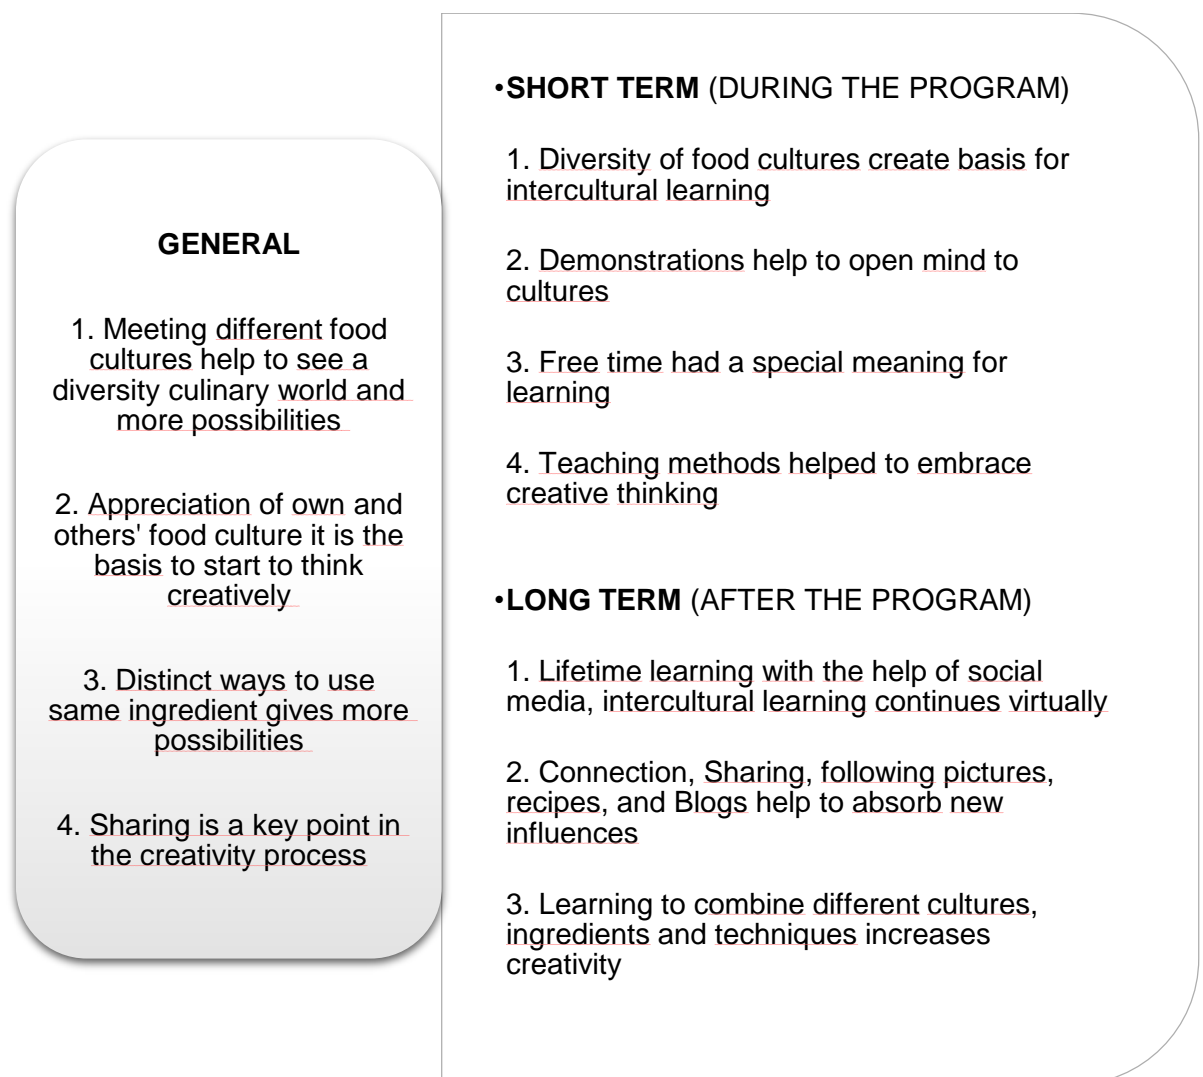 GENERAL
1. Meeting different food
cultures help to see a
diversity culinary world and
more possibilities
2. Appreciation of own and
others' food culture it is the
basis to start to think
creatively
3. Distinct ways to use
same ingredient gives more
possibilities
4. Sharing is a key point in
the creativity process
•SHORT TERM (DURING THE PROGRAM)
1. Diversity of food cultures create basis for
intercultural learning
2. Demonstrations help to open mind to
cultures
3. Free time had a special meaning for
learning
4. Teaching methods helped to embrace
creative thinking
•LONG TERM (AFTER THE PROGRAM)
1. Lifetime learning with the help of social
media, intercultural learning continues virtually
2. Connection, Sharing, following pictures,
recipes, and Blogs help to absorb new
influences
3. Learning to combine different cultures,
ingredients and techniques increases
creativity